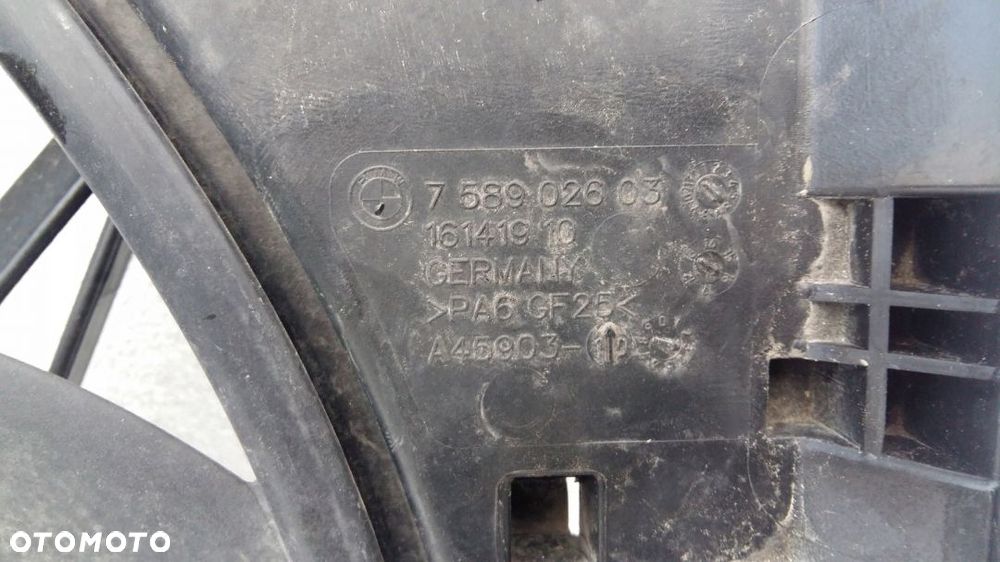 7 589 026 03
161419 10
GERMANY
>PA6 GF25<
A45903-
OTOMOTO